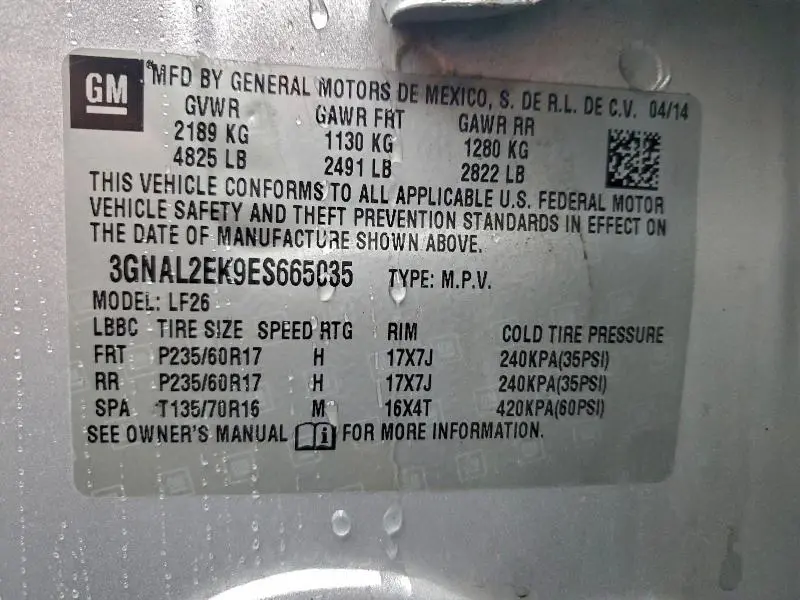 GM
MFD BY GENERAL MOTORS DE MEXICO, S. DE R.L. DE C.V. 04/14
GVWR GAWR FRT GAWR RR
2189 KG 1130 KG 1280 KG
4825 LB 2491 LB 2822 LB
THIS VEHICLE CONFORMS TO ALL APPLICABLE U.S. FEDERAL MOTOR
VEHICLE SAFETY AND THEFT PREVENTION STANDARDS IN EFFECT ON
THE DATE OF MANUFACTURE SHOWN ABOVE.
3GNAL2EK9ES665035 TYPE: M.P.V.
MODEL: LF26
LBBC TIRE SIZE SPEED RTG RIM COLD TIRE PRESSURE
FRT P235/60R17 H 17X7J 240KPA(35PSI)
RR P235/60R17 H 17X7J 240KPA(35PSI)
SPA T135/70R16 M 16X4T 420KPA(60PSI)
SEE OWNER'S MANUAL FOR MORE INFORMATION.